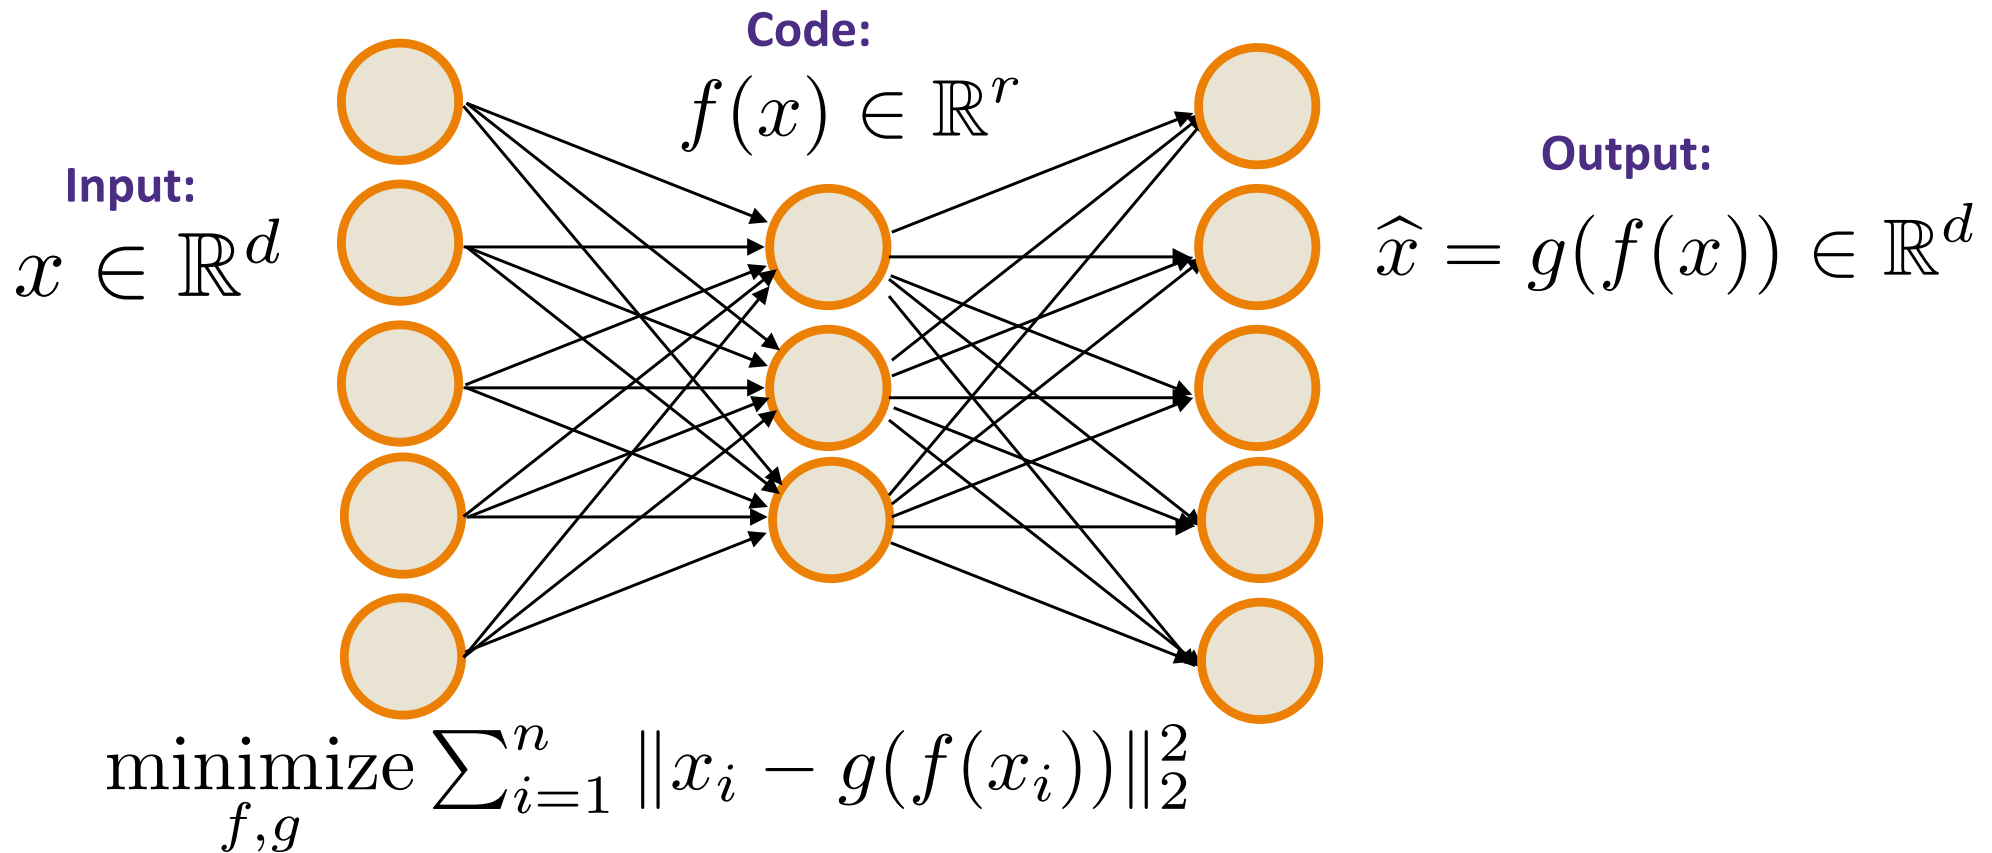 Code:
f(x) ∈ ℝ^r
Input:
x ∈ ℝ^d
Output:
x̂ = g(f(x)) ∈ ℝ^d
minimize_{f,g} ∑_{i=1}^{n} ‖x_i − g(f(x_i))‖_2^2